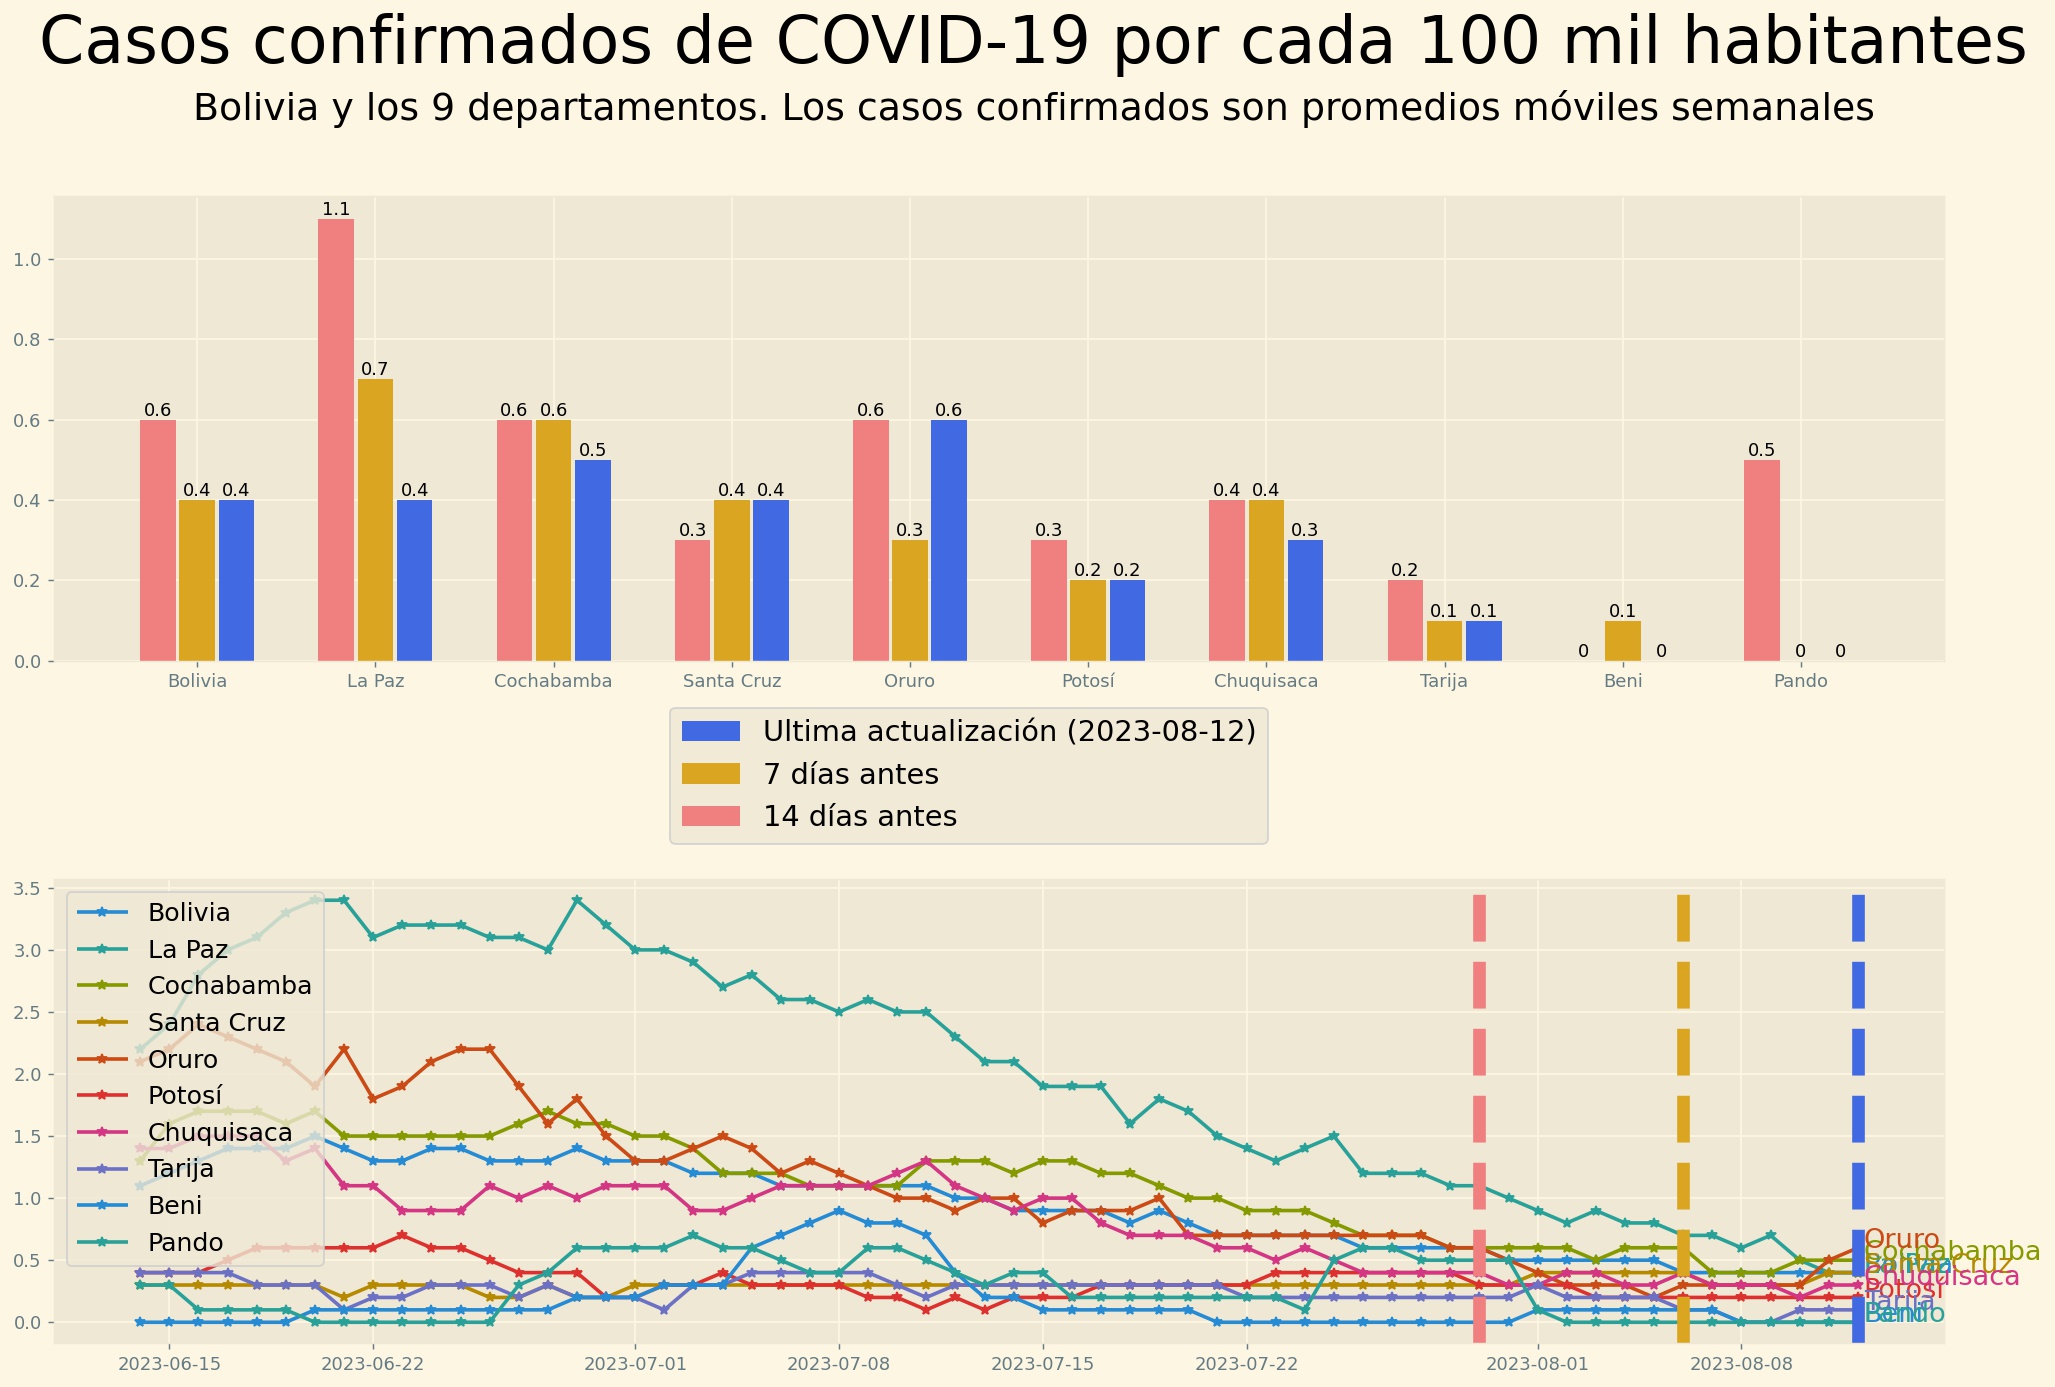 Casos confirmados de COVID-19 por cada 100 mil habitantes
Bolivia y los 9 departamentos. Los casos confirmados son promedios móviles semanales
1.0
0.8
0.6
0.4
0.2
0.0
0.6 0.4 0.4
1.1 0.7 0.4
0.6 0.6 0.5
0.3 0.4 0.4
0.6 0.3 0.6
0.3 0.2 0.2
0.4 0.4 0.3
0.2 0.1 0.1
0 0.1 0
0.5 0 0
Bolivia La Paz Cochabamba Santa Cruz Oruro Potosí Chuquisaca Tarija Beni Pando
Ultima actualización (2023-08-12)
7 días antes
14 días antes
3.5
3.0
2.5
2.0
1.5
1.0
0.5
0.0
Bolivia
La Paz
Cochabamba
Santa Cruz
Oruro
Potosí
Chuquisaca
Tarija
Beni
Pando
Oruro
Cochabamba
Chuquisaca
Potosí
Tarija
2023-06-15 2023-06-22 2023-07-01 2023-07-08 2023-07-15 2023-07-22 2023-08-01 2023-08-08